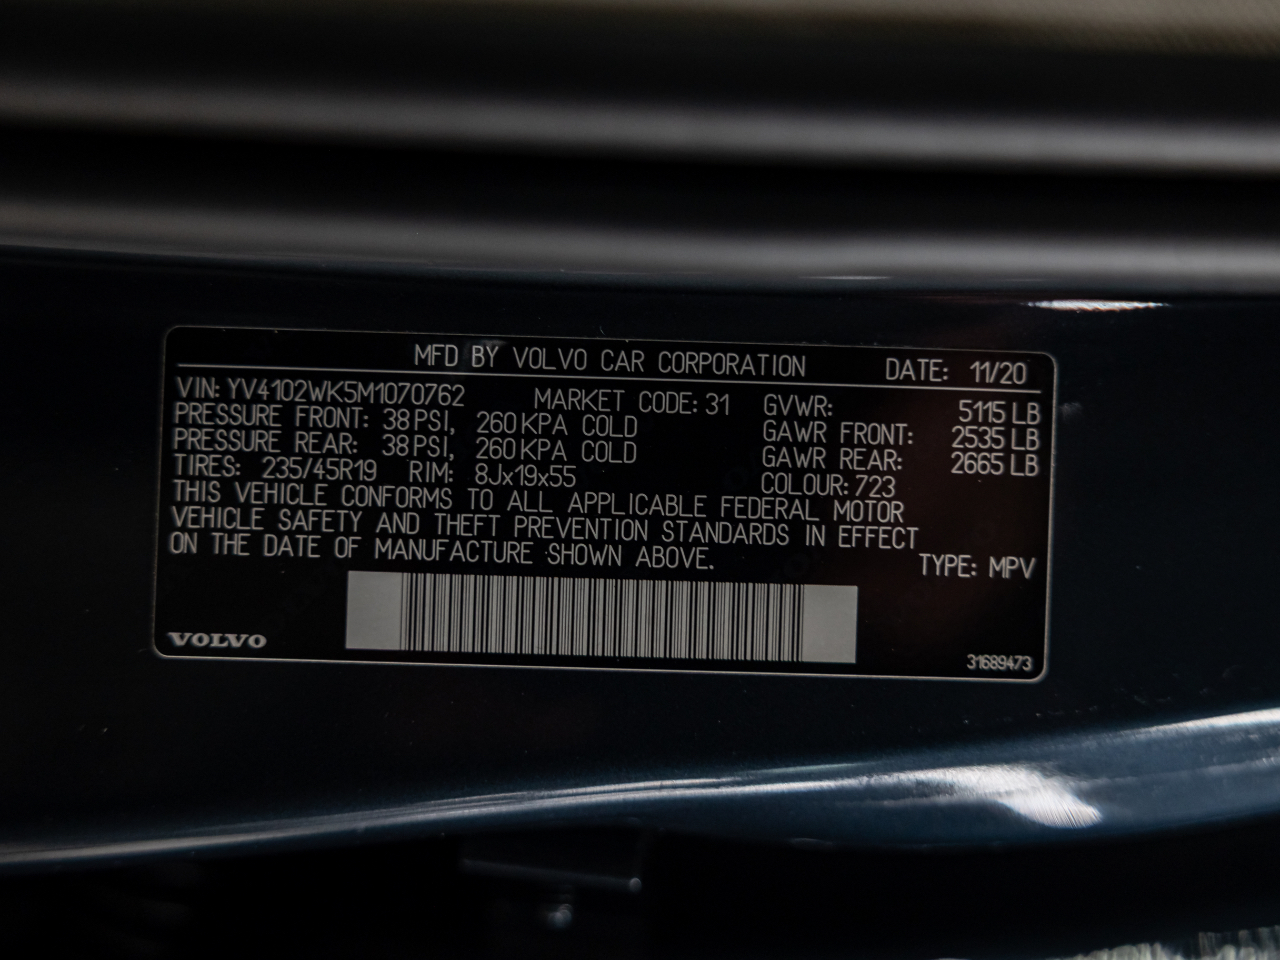 MFD BY VOLVO CAR CORPORATION DATE: 11/20
VIN: YV4102WK5M1070762 MARKET CODE: 31 GVWR: 5115 LB
PRESSURE FRONT: 38 PSI, 260 KPA COLD GAWR FRONT: 2535 LB
PRESSURE REAR: 38 PSI, 260 KPA COLD GAWR REAR: 2665 LB
TIRES: 235/45R19 RIM: 8Jx19x55 COLOUR: 723
THIS VEHICLE CONFORMS TO ALL APPLICABLE FEDERAL MOTOR
VEHICLE SAFETY AND THEFT PREVENTION STANDARDS IN EFFECT
ON THE DATE OF MANUFACTURE SHOWN ABOVE. TYPE: MPV
VOLVO 31689473